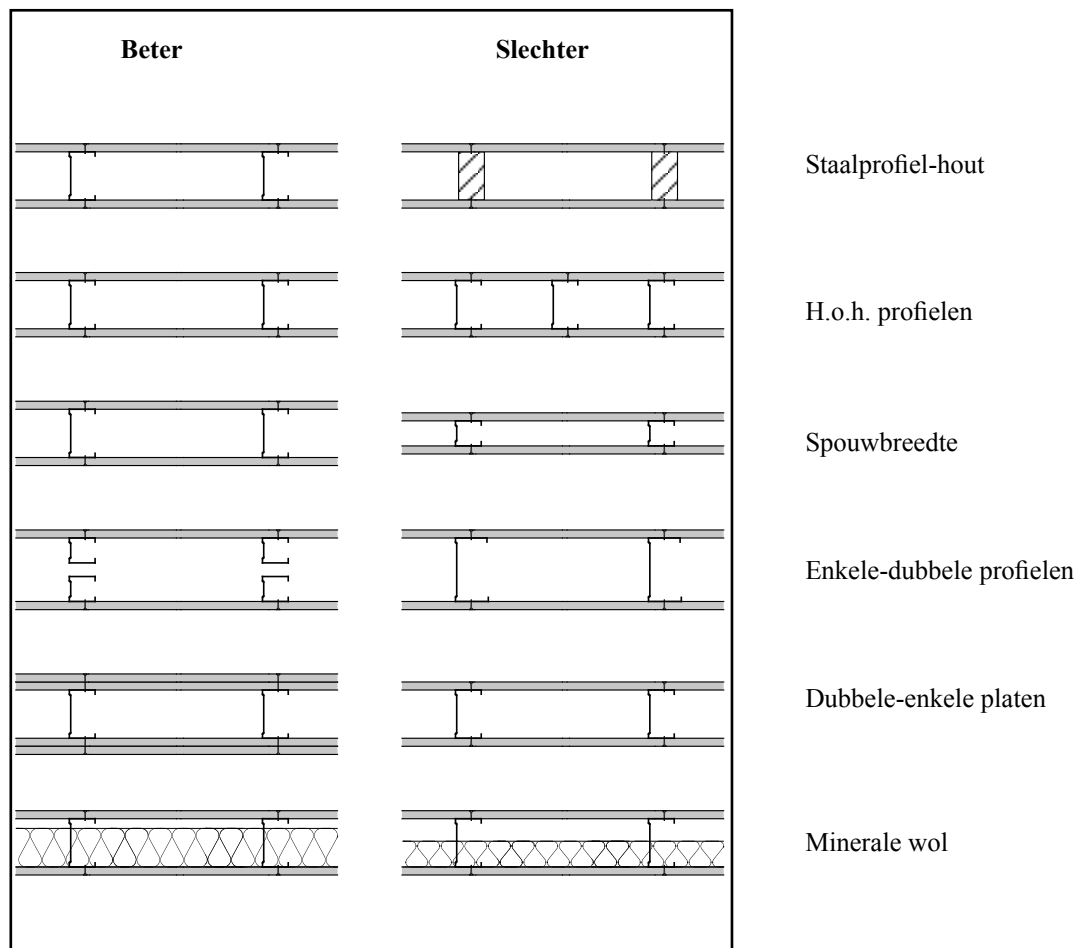 Beter
Slechter
Staalprofiel-hout
H.o.h. profielen
Spouwbreedte
Enkele-dubbele profielen
Dubbele-enkele platen
Minerale wol